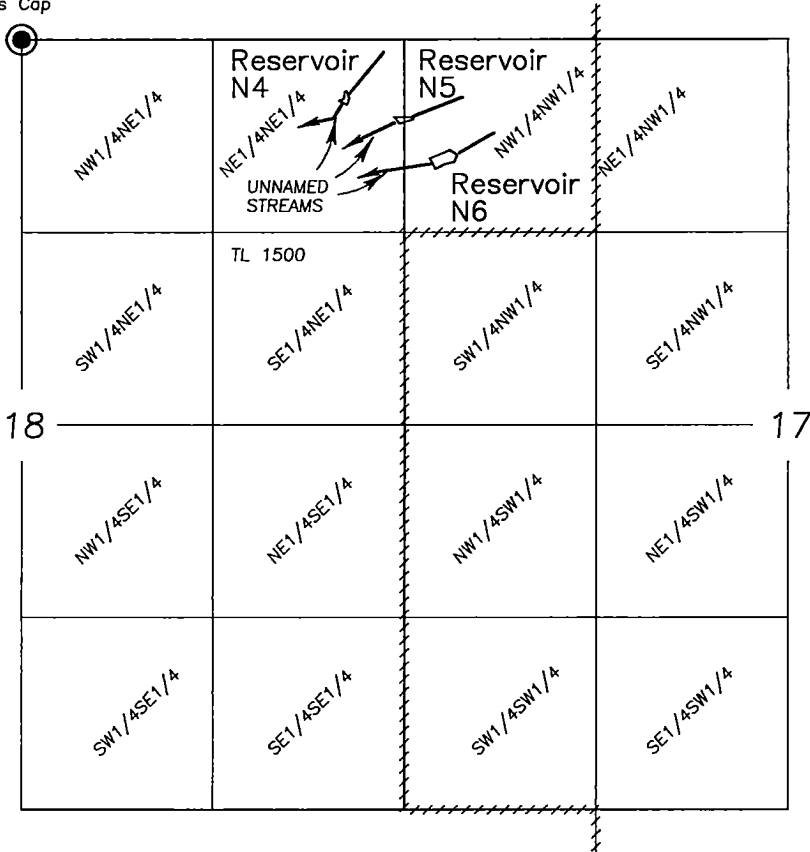 s Cap
Reservoir
N4
Reservoir
N5
NW1/4NE1/4
NE1/4NE1/4
NW1/4NW1/4
NE1/4NW1/4
UNNAMED
STREAMS
Reservoir
N6
TL 1500
SW1/4NE1/4
SE1/4NE1/4
SW1/4NW1/4
SE1/4NW1/4
18
17
NW1/4SE1/4
NE1/4SE1/4
NW1/4SW1/4
NE1/4SW1/4
SW1/4SE1/4
SE1/4SE1/4
SW1/4SW1/4
SE1/4SW1/4